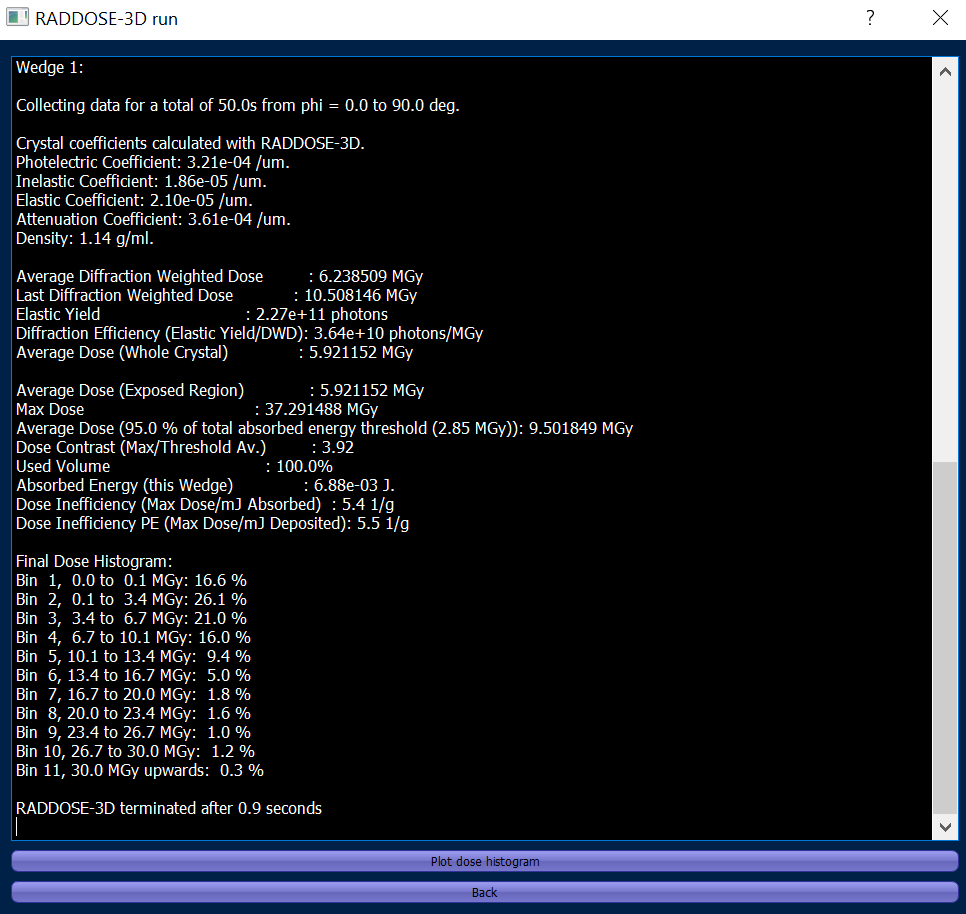 RADDOSE-3D run
?
Wedge 1:
Collecting data for a total of 50.0s from phi = 0.0 to 90.0 deg.
Crystal coefficients calculated with RADDOSE-3D.
Photelectric Coefficient: 3.21e-04 /um.
Inelastic Coefficient: 1.86e-05 /um.
Elastic Coefficient: 2.10e-05 /um.
Attenuation Coefficient: 3.61e-04 /um.
Density: 1.14 g/ml.
Average Diffraction Weighted Dose : 6.238509 MGy
Last Diffraction Weighted Dose : 10.508146 MGy
Elastic Yield : 2.27e+11 photons
Diffraction Efficiency (Elastic Yield/DWD): 3.64e+10 photons/MGy
Average Dose (Whole Crystal) : 5.921152 MGy
Average Dose (Exposed Region) : 5.921152 MGy
Max Dose : 37.291488 MGy
Average Dose (95.0 % of total absorbed energy threshold (2.85 MGy)): 9.501849 MGy
Dose Contrast (Max/Threshold Av.) : 3.92
Used Volume : 100.0%
Absorbed Energy (this Wedge) : 6.88e-03 J.
Dose Inefficiency (Max Dose/mJ Absorbed) : 5.4 1/g
Dose Inefficiency PE (Max Dose/mJ Deposited): 5.5 1/g
Final Dose Histogram:
Bin 1, 0.0 to 0.1 MGy: 16.6 %
Bin 2, 0.1 to 3.4 MGy: 26.1 %
Bin 3, 3.4 to 6.7 MGy: 21.0 %
Bin 4, 6.7 to 10.1 MGy: 16.0 %
Bin 5, 10.1 to 13.4 MGy: 9.4 %
Bin 6, 13.4 to 16.7 MGy: 5.0 %
Bin 7, 16.7 to 20.0 MGy: 1.8 %
Bin 8, 20.0 to 23.4 MGy: 1.6 %
Bin 9, 23.4 to 26.7 MGy: 1.0 %
Bin 10, 26.7 to 30.0 MGy: 1.2 %
Bin 11, 30.0 MGy upwards: 0.3 %
RADDOSE-3D terminated after 0.9 seconds
Plot dose histogram
Back